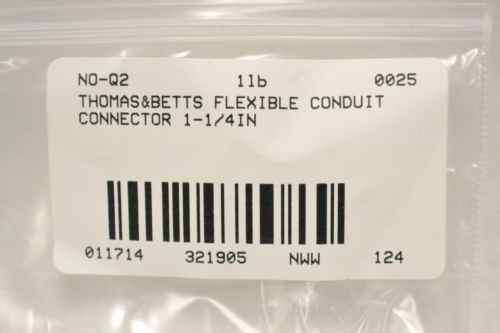 NO-Q2 1lb 0025
THOMAS&BETTS FLEXIBLE CONDUIT
CONNECTOR 1-1/4IN
011714 321905 NWW 124